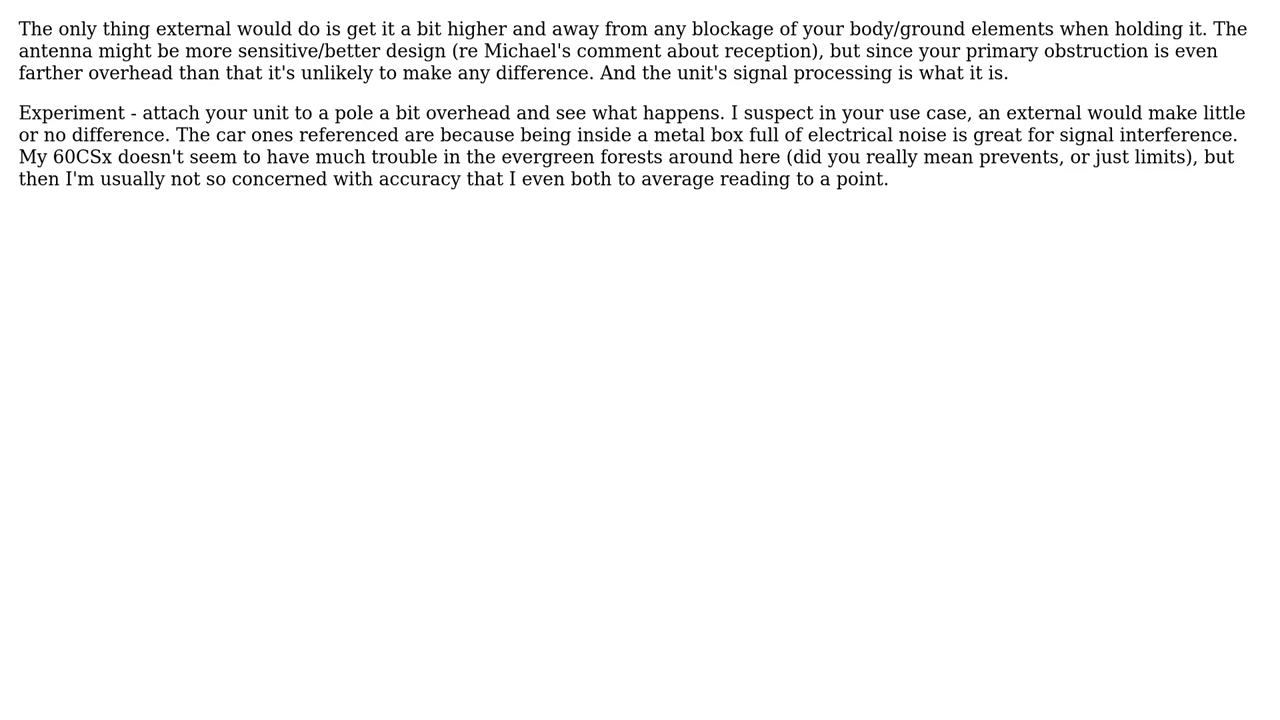 The only thing external would do is get it a bit higher and away from any blockage of your body/ground elements when holding it. The
antenna might be more sensitive/better design (re Michael's comment about reception), but since your primary obstruction is even
farther overhead than that it's unlikely to make any difference. And the unit's signal processing is what it is.
Experiment - attach your unit to a pole a bit overhead and see what happens. I suspect in your use case, an external would make little
or no difference. The car ones referenced are because being inside a metal box full of electrical noise is great for signal interference.
My 60CSx doesn't seem to have much trouble in the evergreen forests around here (did you really mean prevents, or just limits), but
then I'm usually not so concerned with accuracy that I even both to average reading to a point.